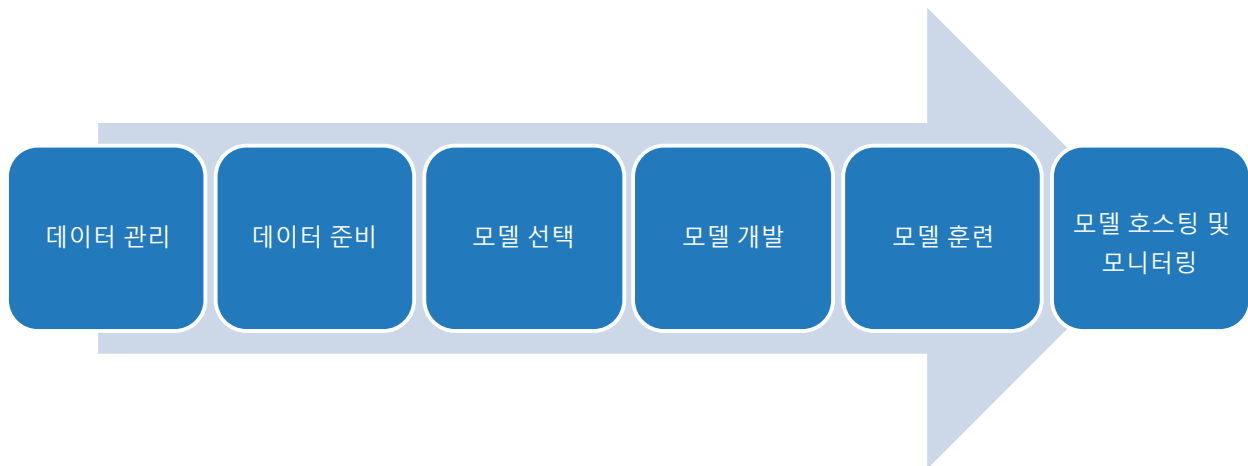 데이터 관리
데이터 준비
모델 선택
모델 개발
모델 훈련
모델 호스팅 및
모니터링